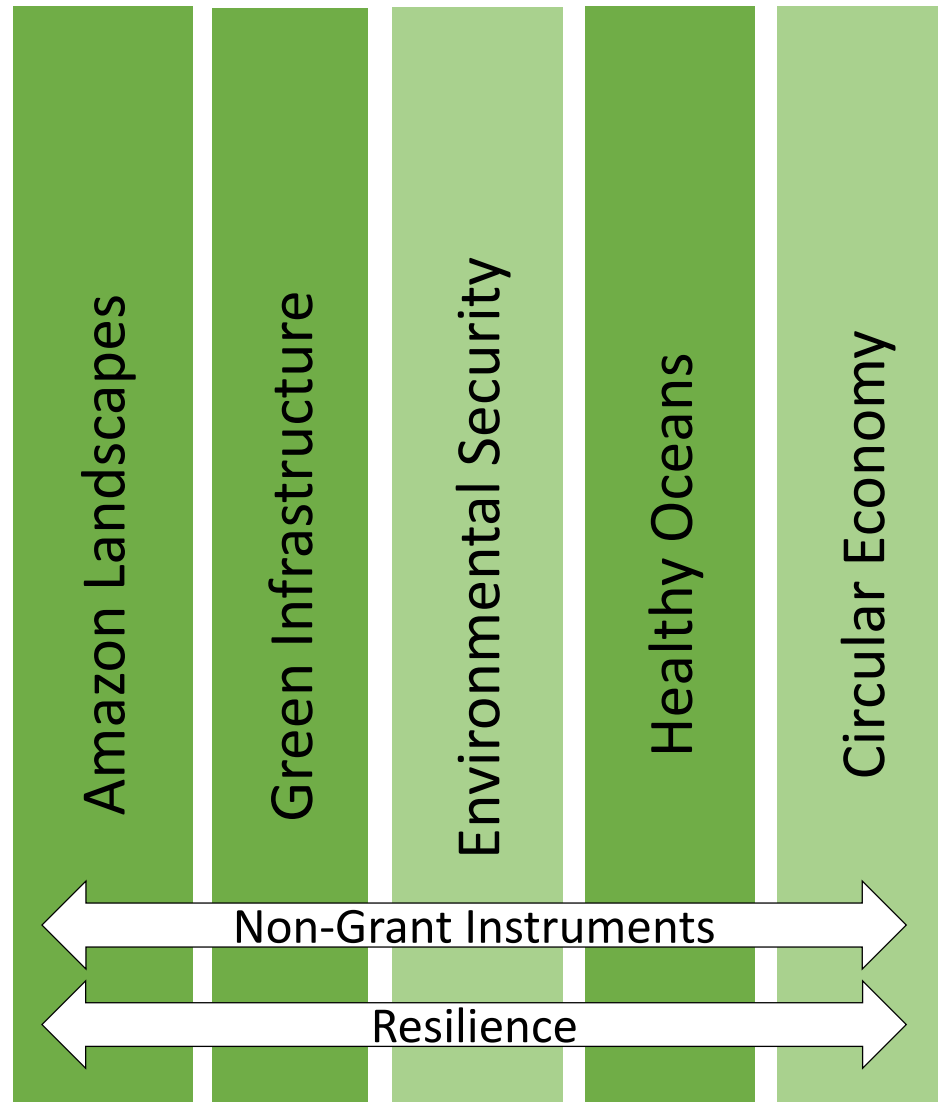 Amazon Landscapes
Green Infrastructure
Environmental Security
Healthy Oceans
Circular Economy
Non-Grant Instruments
Resilience